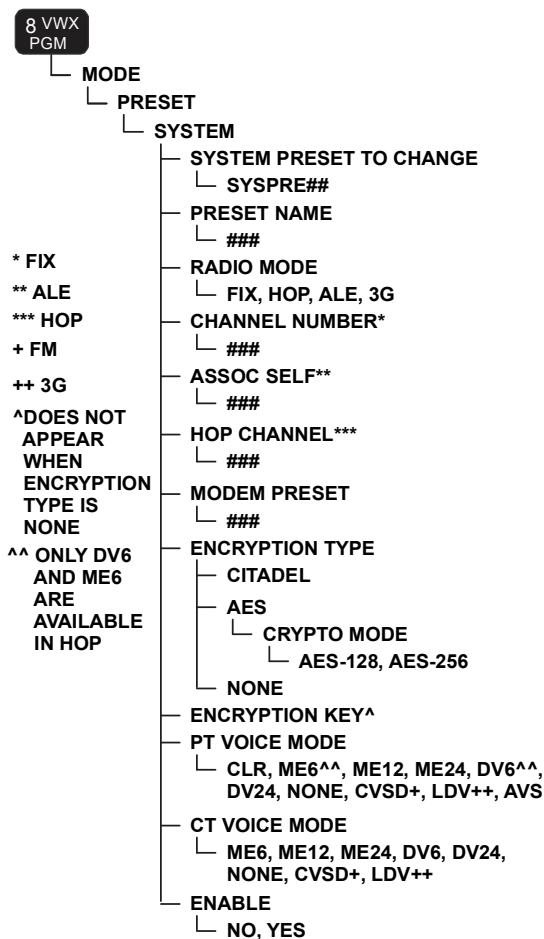 8 VWX
PGM
MODE
PRESET
SYSTEM
SYSTEM PRESET TO CHANGE
SYSPRE##
PRESET NAME
###
RADIO MODE
FIX, HOP, ALE, 3G
CHANNEL NUMBER*
###
ASSOC SELF**
###
HOP CHANNEL***
###
MODEM PRESET
###
ENCRYPTION TYPE
CITADEL
AES
CRYPTO MODE
AES-128, AES-256
NONE
ENCRYPTION KEY^
PT VOICE MODE
CLR, ME6^^, ME12, ME24, DV6^^,
DV24, NONE, CVSD+, LDV++, AVS
CT VOICE MODE
ME6, ME12, ME24, DV6, DV24,
NONE, CVSD+, LDV++
ENABLE
NO, YES
* FIX
** ALE
*** HOP
+ FM
++ 3G
^DOES NOT
APPEAR
WHEN
ENCRYPTION
TYPE IS
NONE
^^ ONLY DV6
AND ME6
ARE
AVAILABLE
IN HOP